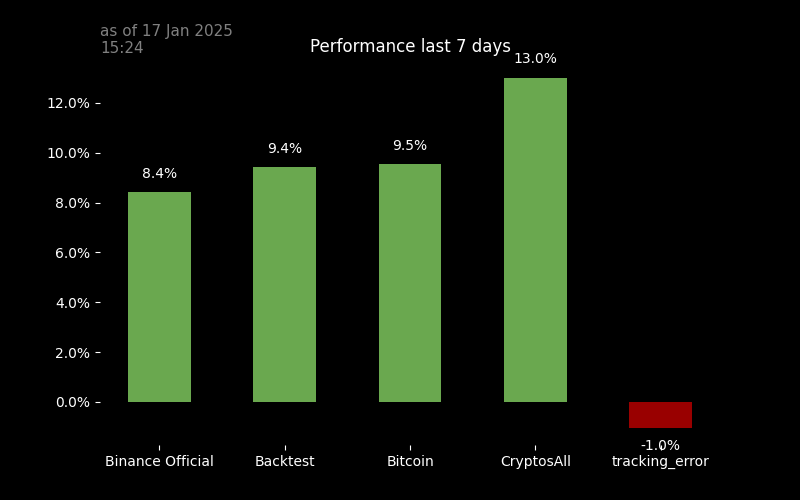 as of 17 Jan 2025
15:24
Performance last 7 days
13.0%
12.0%
10.0%
9.5%
9.4%
8.4%
8.0%
6.0%
4.0%
2.0%
0.0%
-1.0%
Binance Official
Backtest
Bitcoin
CryptosAll
tracking_error